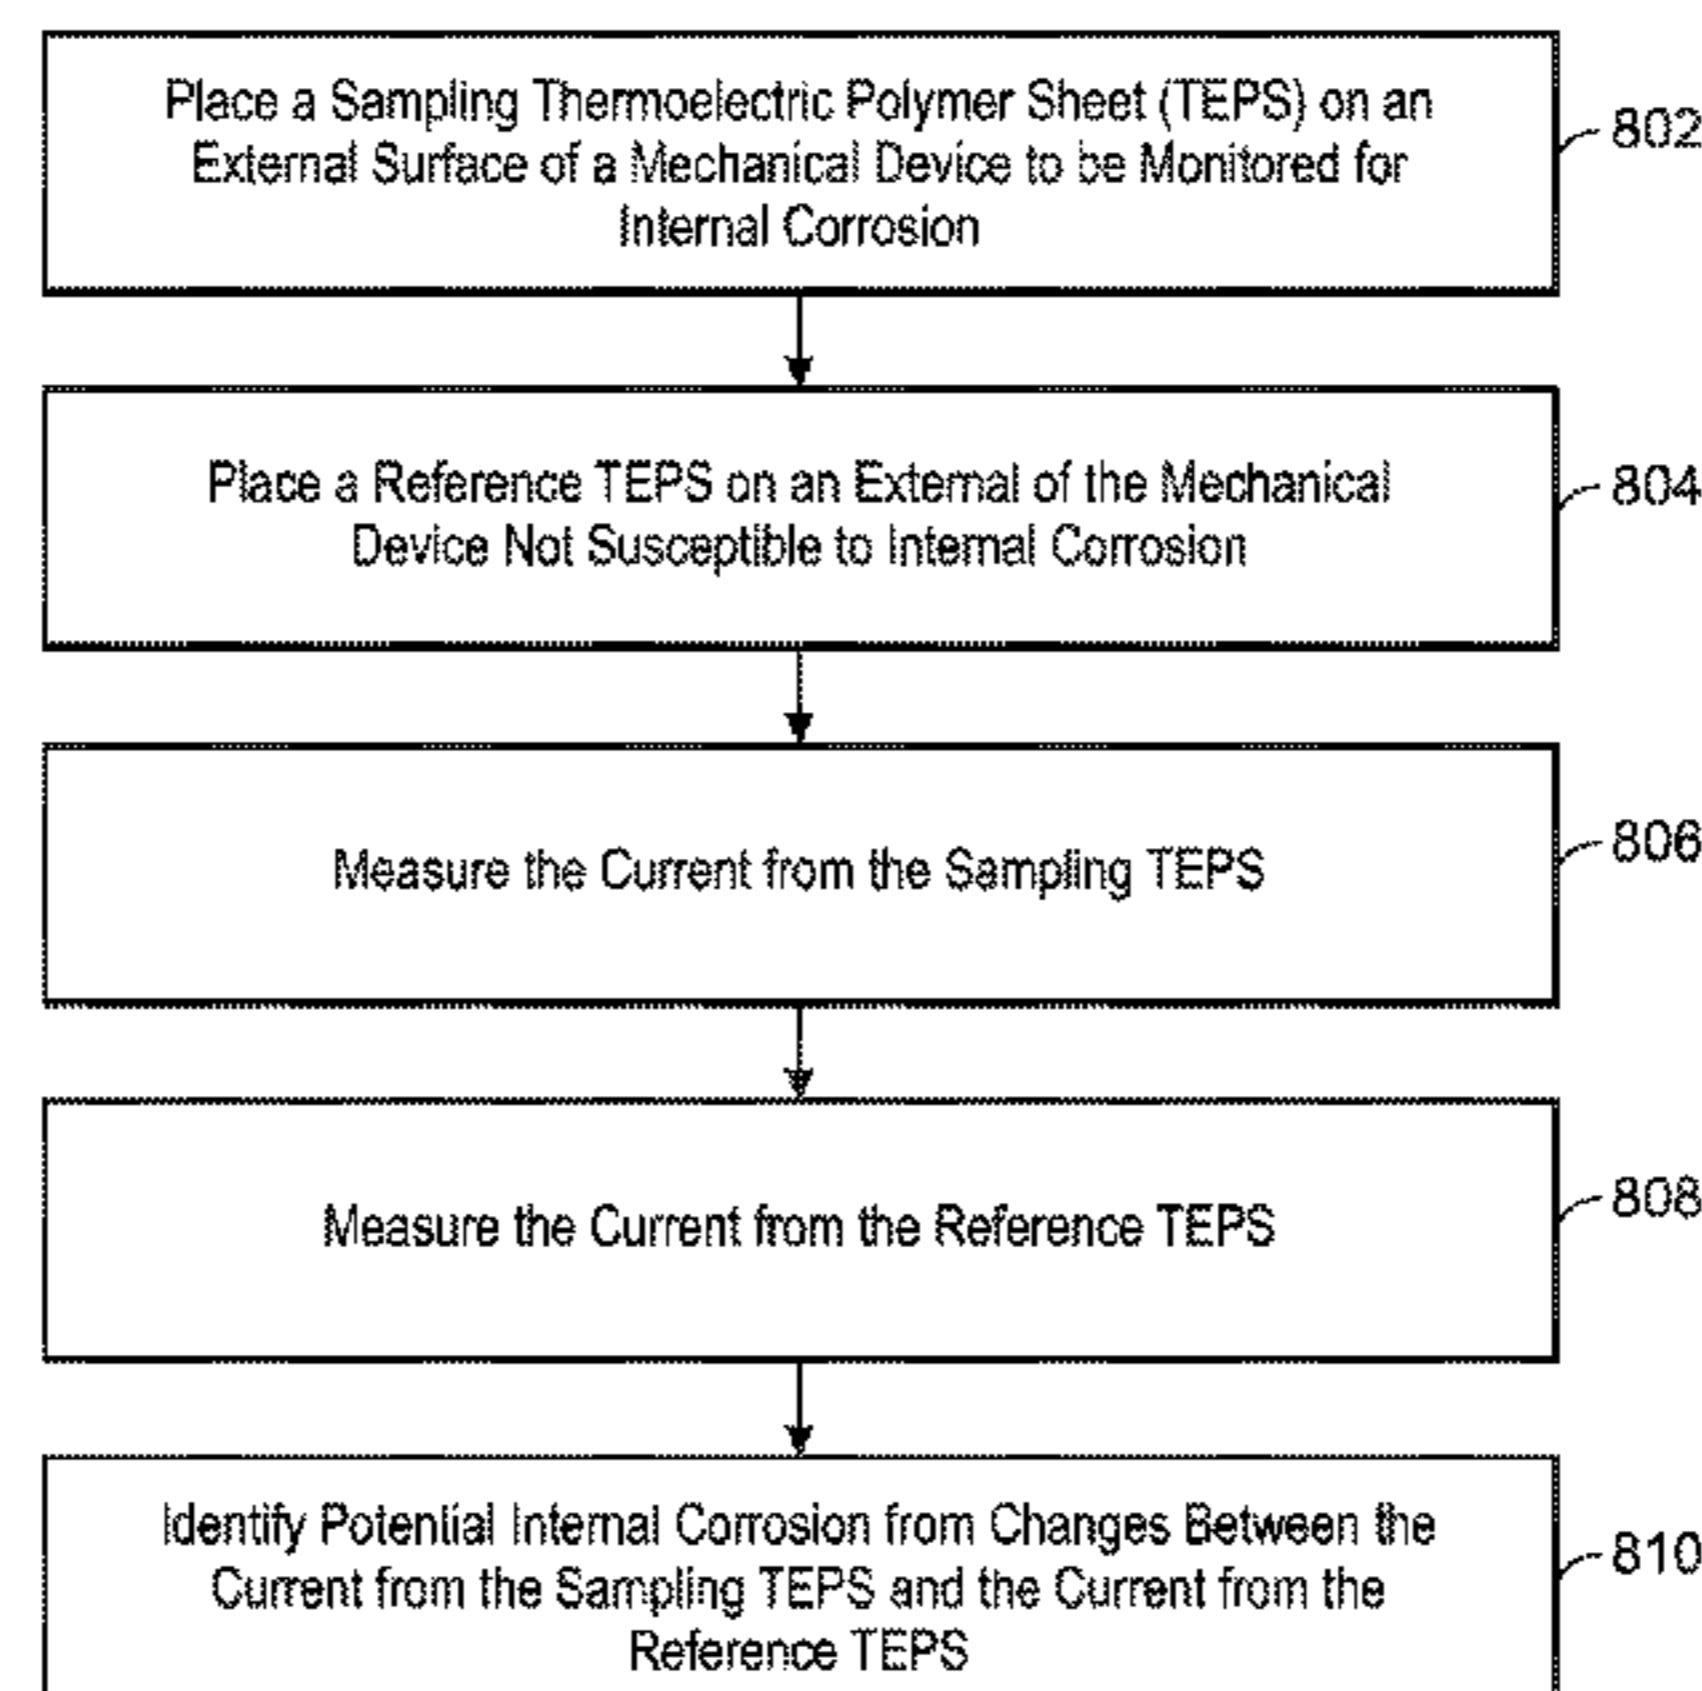 Place a Sampling Thermoelectric Polymer Sheet (TEPS) on an
External Surface of a Mechanical Device to be Monitored for
Internal Corrosion
802
Place a Reference TEPS on an External of the Mechanical
Device Not Susceptible to Internal Corrosion
804
Measure the Current from the Sampling TEPS
806
Measure the Current from the Reference TEPS
808
Identify Potential Internal Corrosion from Changes Between the
Current from the Sampling TEPS and the Current from the
Reference TEPS
810